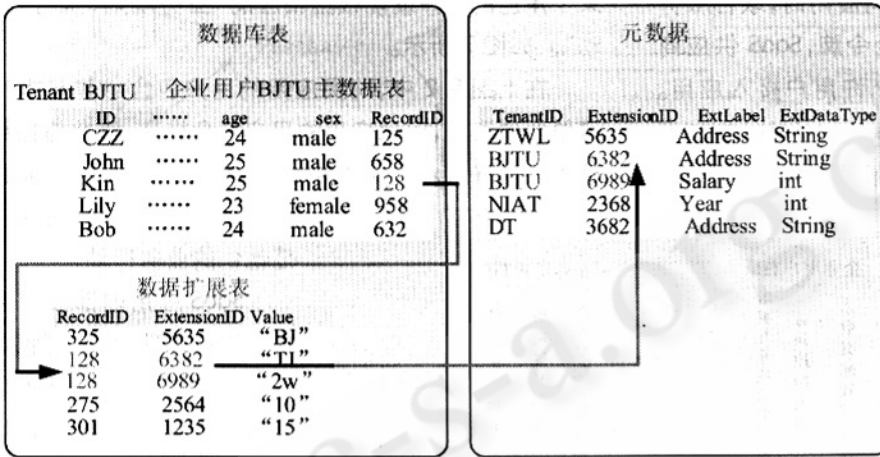 数据库表
Tenant BJTU 企业用户BJTU主数据表
ID …… age sex RecordID
CZZ …… 24 male 125
John …… 25 male 658
Kin …… 25 male 128
Lily …… 23 female 958
Bob …… 24 male 632
数据扩展表
RecordID ExtensionID Value
325 5635 “BJ”
128 6382 “TJ”
128 6989 “2w”
275 2564 “10”
301 1235 “15”
元数据
TenantID ExtensionID ExtLabel ExtDataType
ZTWL 5635 Address String
BJTU 6382 Address String
BJTU 6989 Salary int
NIAT 2368 Year int
DT 3682 Address String